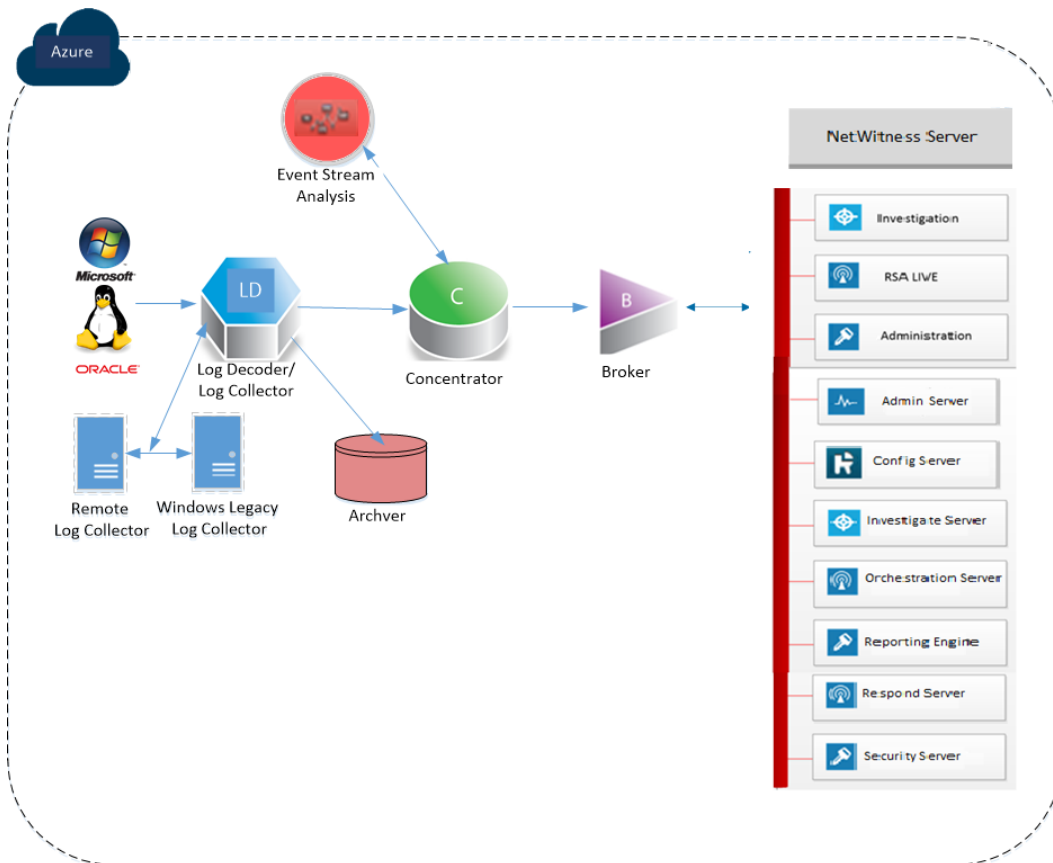 Azure
Event Stream
Analysis
Microsoft
ORACLE
LD
Log Decoder/
Log Collector
C
Concentrator
B
Broker
Remote
Log Collector
Windows Legacy
Log Collector
Archver
NetWitness Server
Investigation
RSA LIVE
Administration
Admin Server
Config Server
Investigate Server
Orchestration Server
Reporting Engine
Respond Server
Security Server